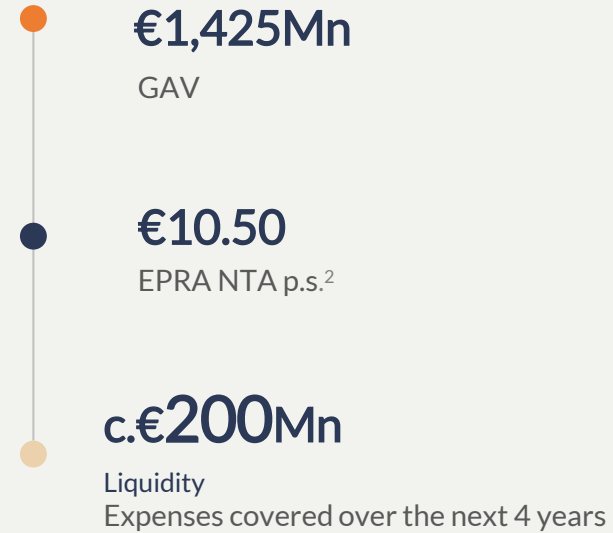 €1,425Mn
GAV
€10.50
EPRA NTA p.s.²
c.€200Mn
Liquidity
Expenses covered over the next 4 years